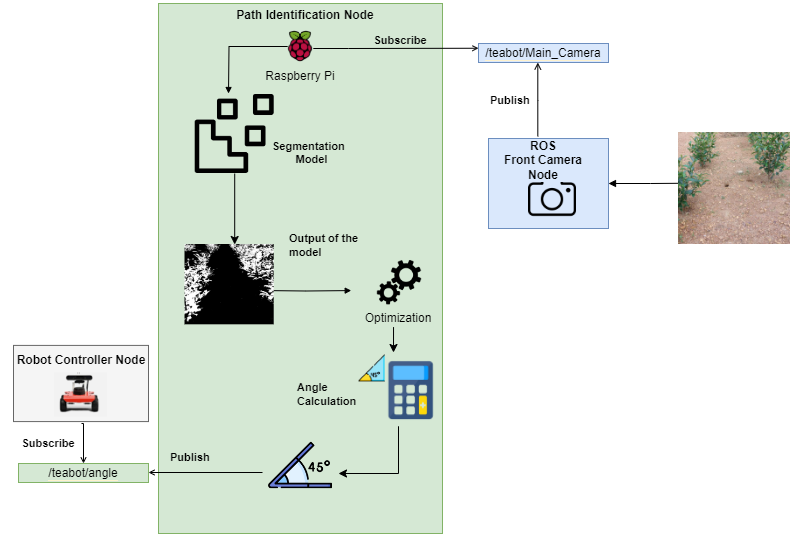 Path Identification Node
Subscribe
/teabot/Main_Camera
Raspberry Pi
Publish
ROS
Front Camera
Node
Segmentation
Model
Output of the
model
Optimization
Robot Controller Node
45°
Angle
Calculation
Subscribe
Publish
45°
/teabot/angle